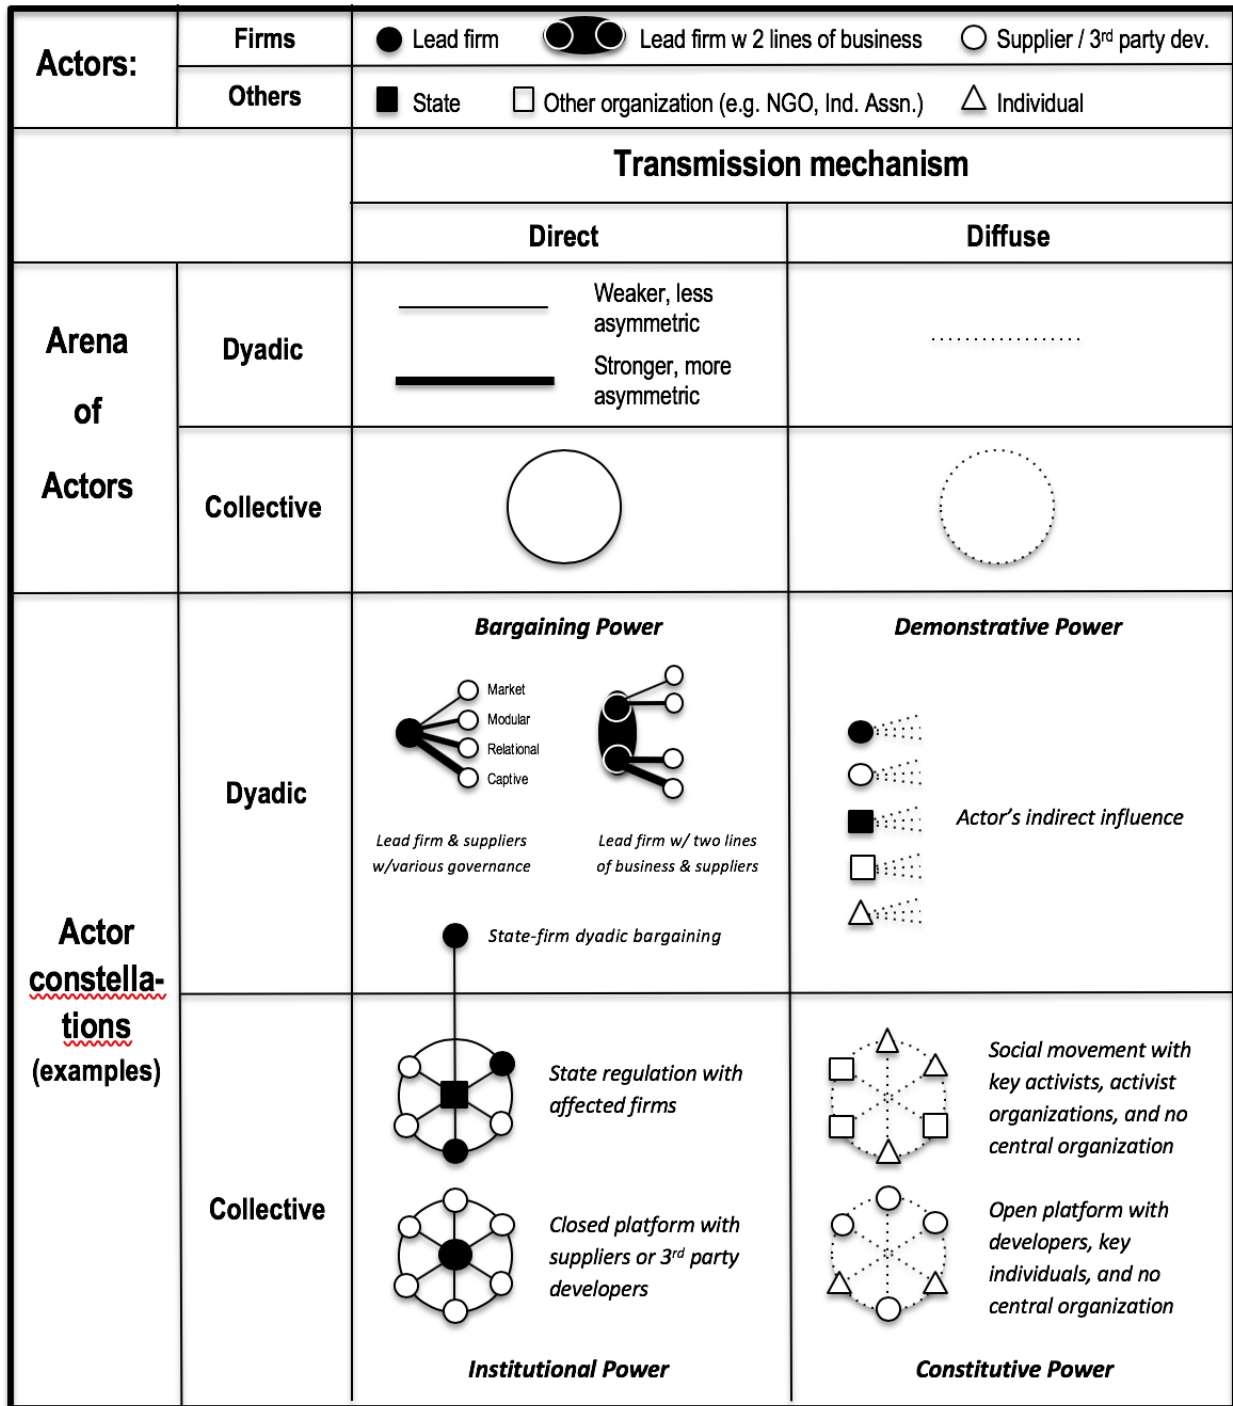 Actors:
Firms
Lead firm
Lead firm w 2 lines of business
Supplier / 3rd party dev.
Others
State
Other organization (e.g. NGO, Ind. Assn.)
Individual
Transmission mechanism
Direct
Diffuse
Arena
of
Actors
Dyadic
Weaker, less
asymmetric
Stronger, more
asymmetric
Collective
Actor
constella-
tions
(examples)
Dyadic
Bargaining Power
Market
Modular
Relational
Captive
Lead firm & suppliers
w/various governance
Lead firm w/ two lines
of business & suppliers
State-firm dyadic bargaining
Demonstrative Power
Actor's indirect influence
Collective
State regulation with
affected firms
Closed platform with
suppliers or 3rd party
developers
Institutional Power
Social movement with
key activists, activist
organizations, and no
central organization
Open platform with
developers, key
individuals, and no
central organization
Constitutive Power